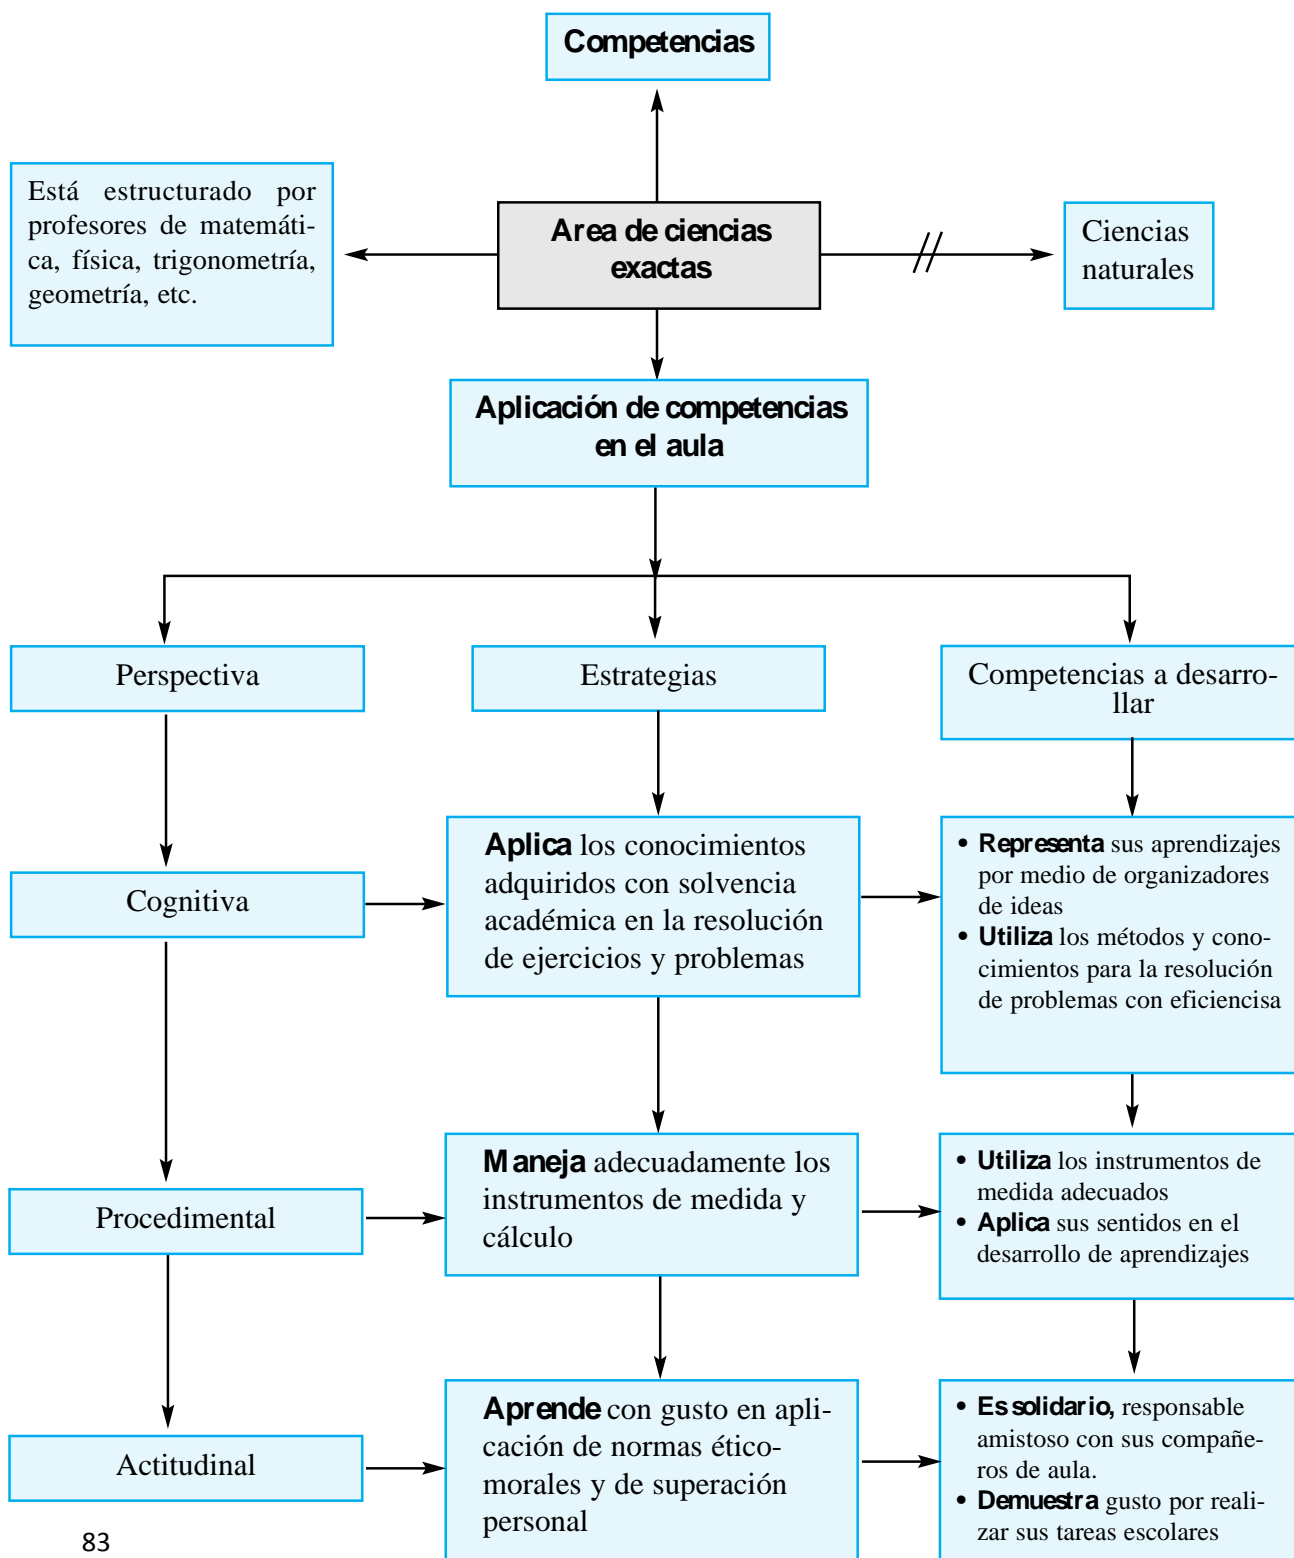 Competencias
Está estructurado por
profesores de matemáti-
ca, física, trigonometría,
geometría, etc.
Area de ciencias
exactas
Ciencias
naturales
Aplicación de competencias
en el aula
Perspectiva
Estrategias
Competencias a desarro-
llar
Cognitiva
Aplica los conocimientos
adquiridos con solvencia
académica en la resolución
de ejercicios y problemas
• Representa sus aprendizajes
por medio de organizadores
de ideas
• Utiliza los métodos y cono-
cimientos para la resolución
de problemas con eficiencisa
Procedimental
Maneja adecuadamente los
instrumentos de medida y
cálculo
• Utiliza los instrumentos de
medida adecuados
• Aplica sus sentidos en el
desarrollo de aprendizajes
Actitudinal
Aprende con gusto en apli-
cación de normas ético-
morales y de superación
personal
• Es solidario, responsable
amistoso con sus compañe-
ros de aula.
• Demuestra gusto por reali-
zar sus tareas escolares
83